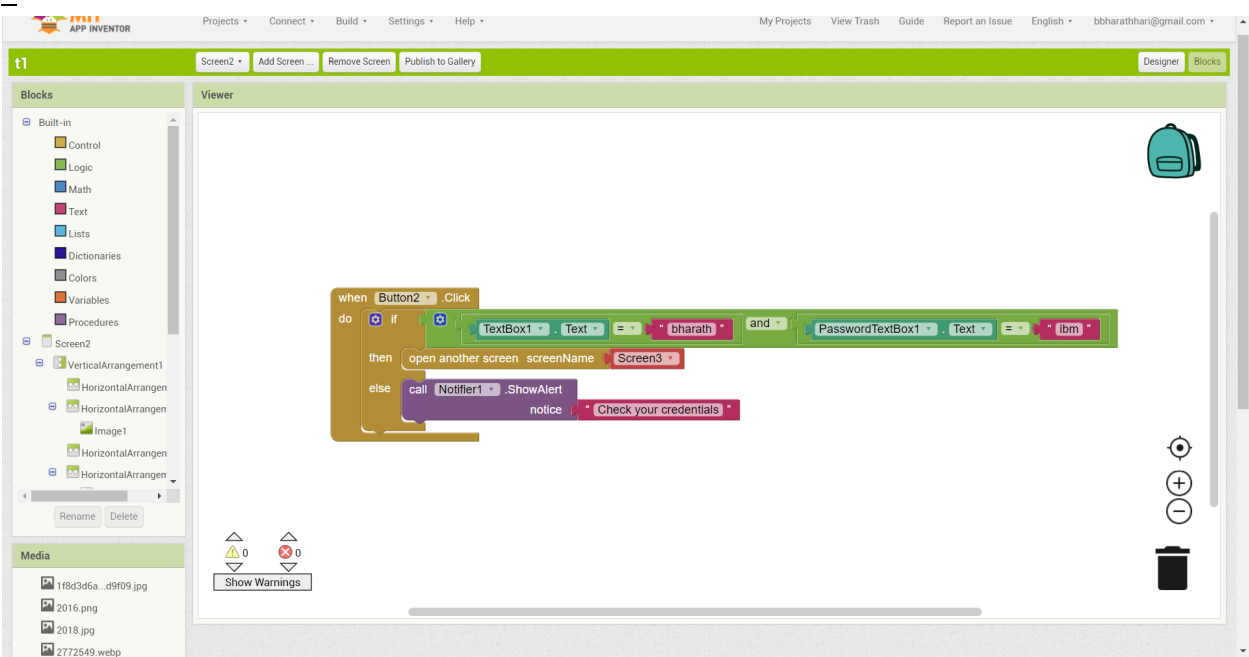 MIT
APP INVENTOR
Projects Connect Build Settings Help My Projects View Trash Guide Report an Issue English bbharathhari@gmail.com
t1 Screen2 Add Screen ... Remove Screen Publish to Gallery Designer Blocks
Blocks
Built-in
Control
Logic
Math
Text
Lists
Dictionaries
Colors
Variables
Procedures
Screen2
VerticalArrangement1
HorizontalArrangen
HorizontalArrangem
Image1
HorizontalArrangen
HorizontalArrangem
Rename Delete
Media
1f8d3d6a...d9f09.jpg
2016.png
2018.jpg
2772549.webp
Viewer
when Button2 .Click
do if TextBox1 . Text = " bharath " and PasswordTextBox1 . Text = " ibm "
then open another screen screenName Screen3
else call Notifier1 .ShowAlert
notice " Check your credentials "
0 0
Show Warnings